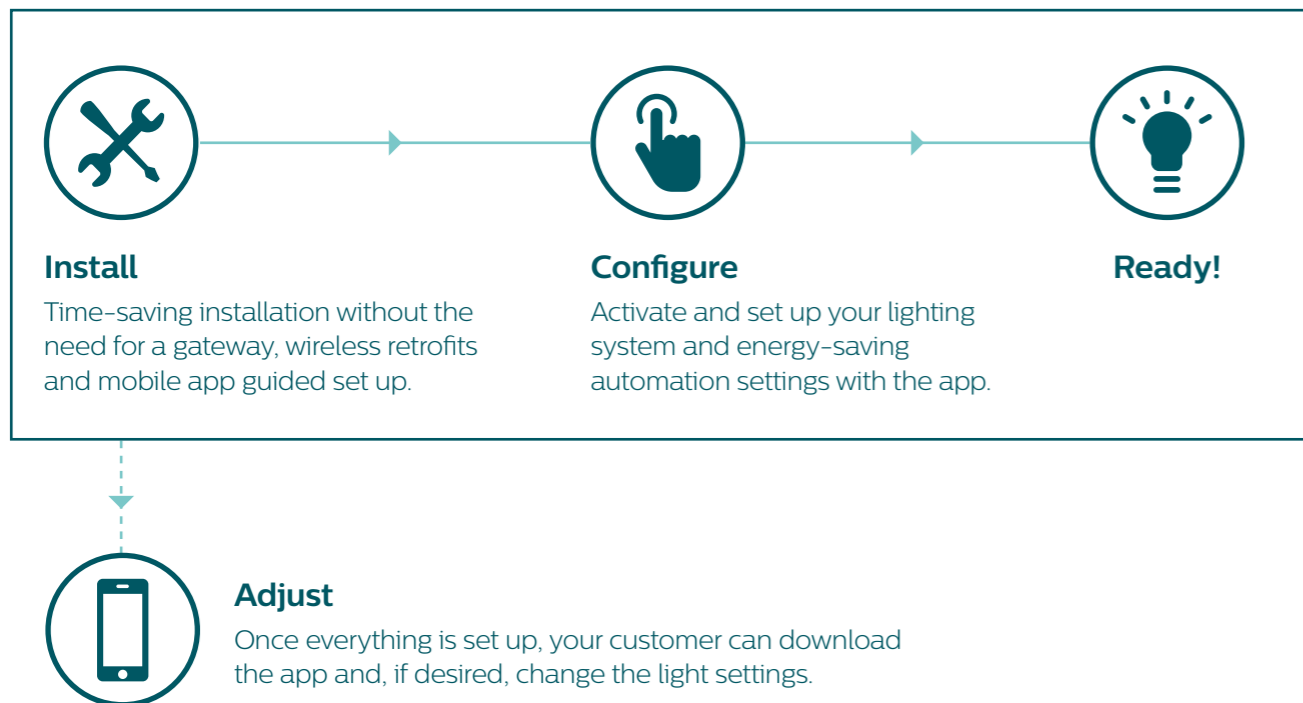 Install
Time-saving installation without the
need for a gateway, wireless retrofits
and mobile app guided set up.
Configure
Activate and set up your lighting
system and energy-saving
automation settings with the app.
Ready!
Adjust
Once everything is set up, your customer can download
the app and, if desired, change the light settings.